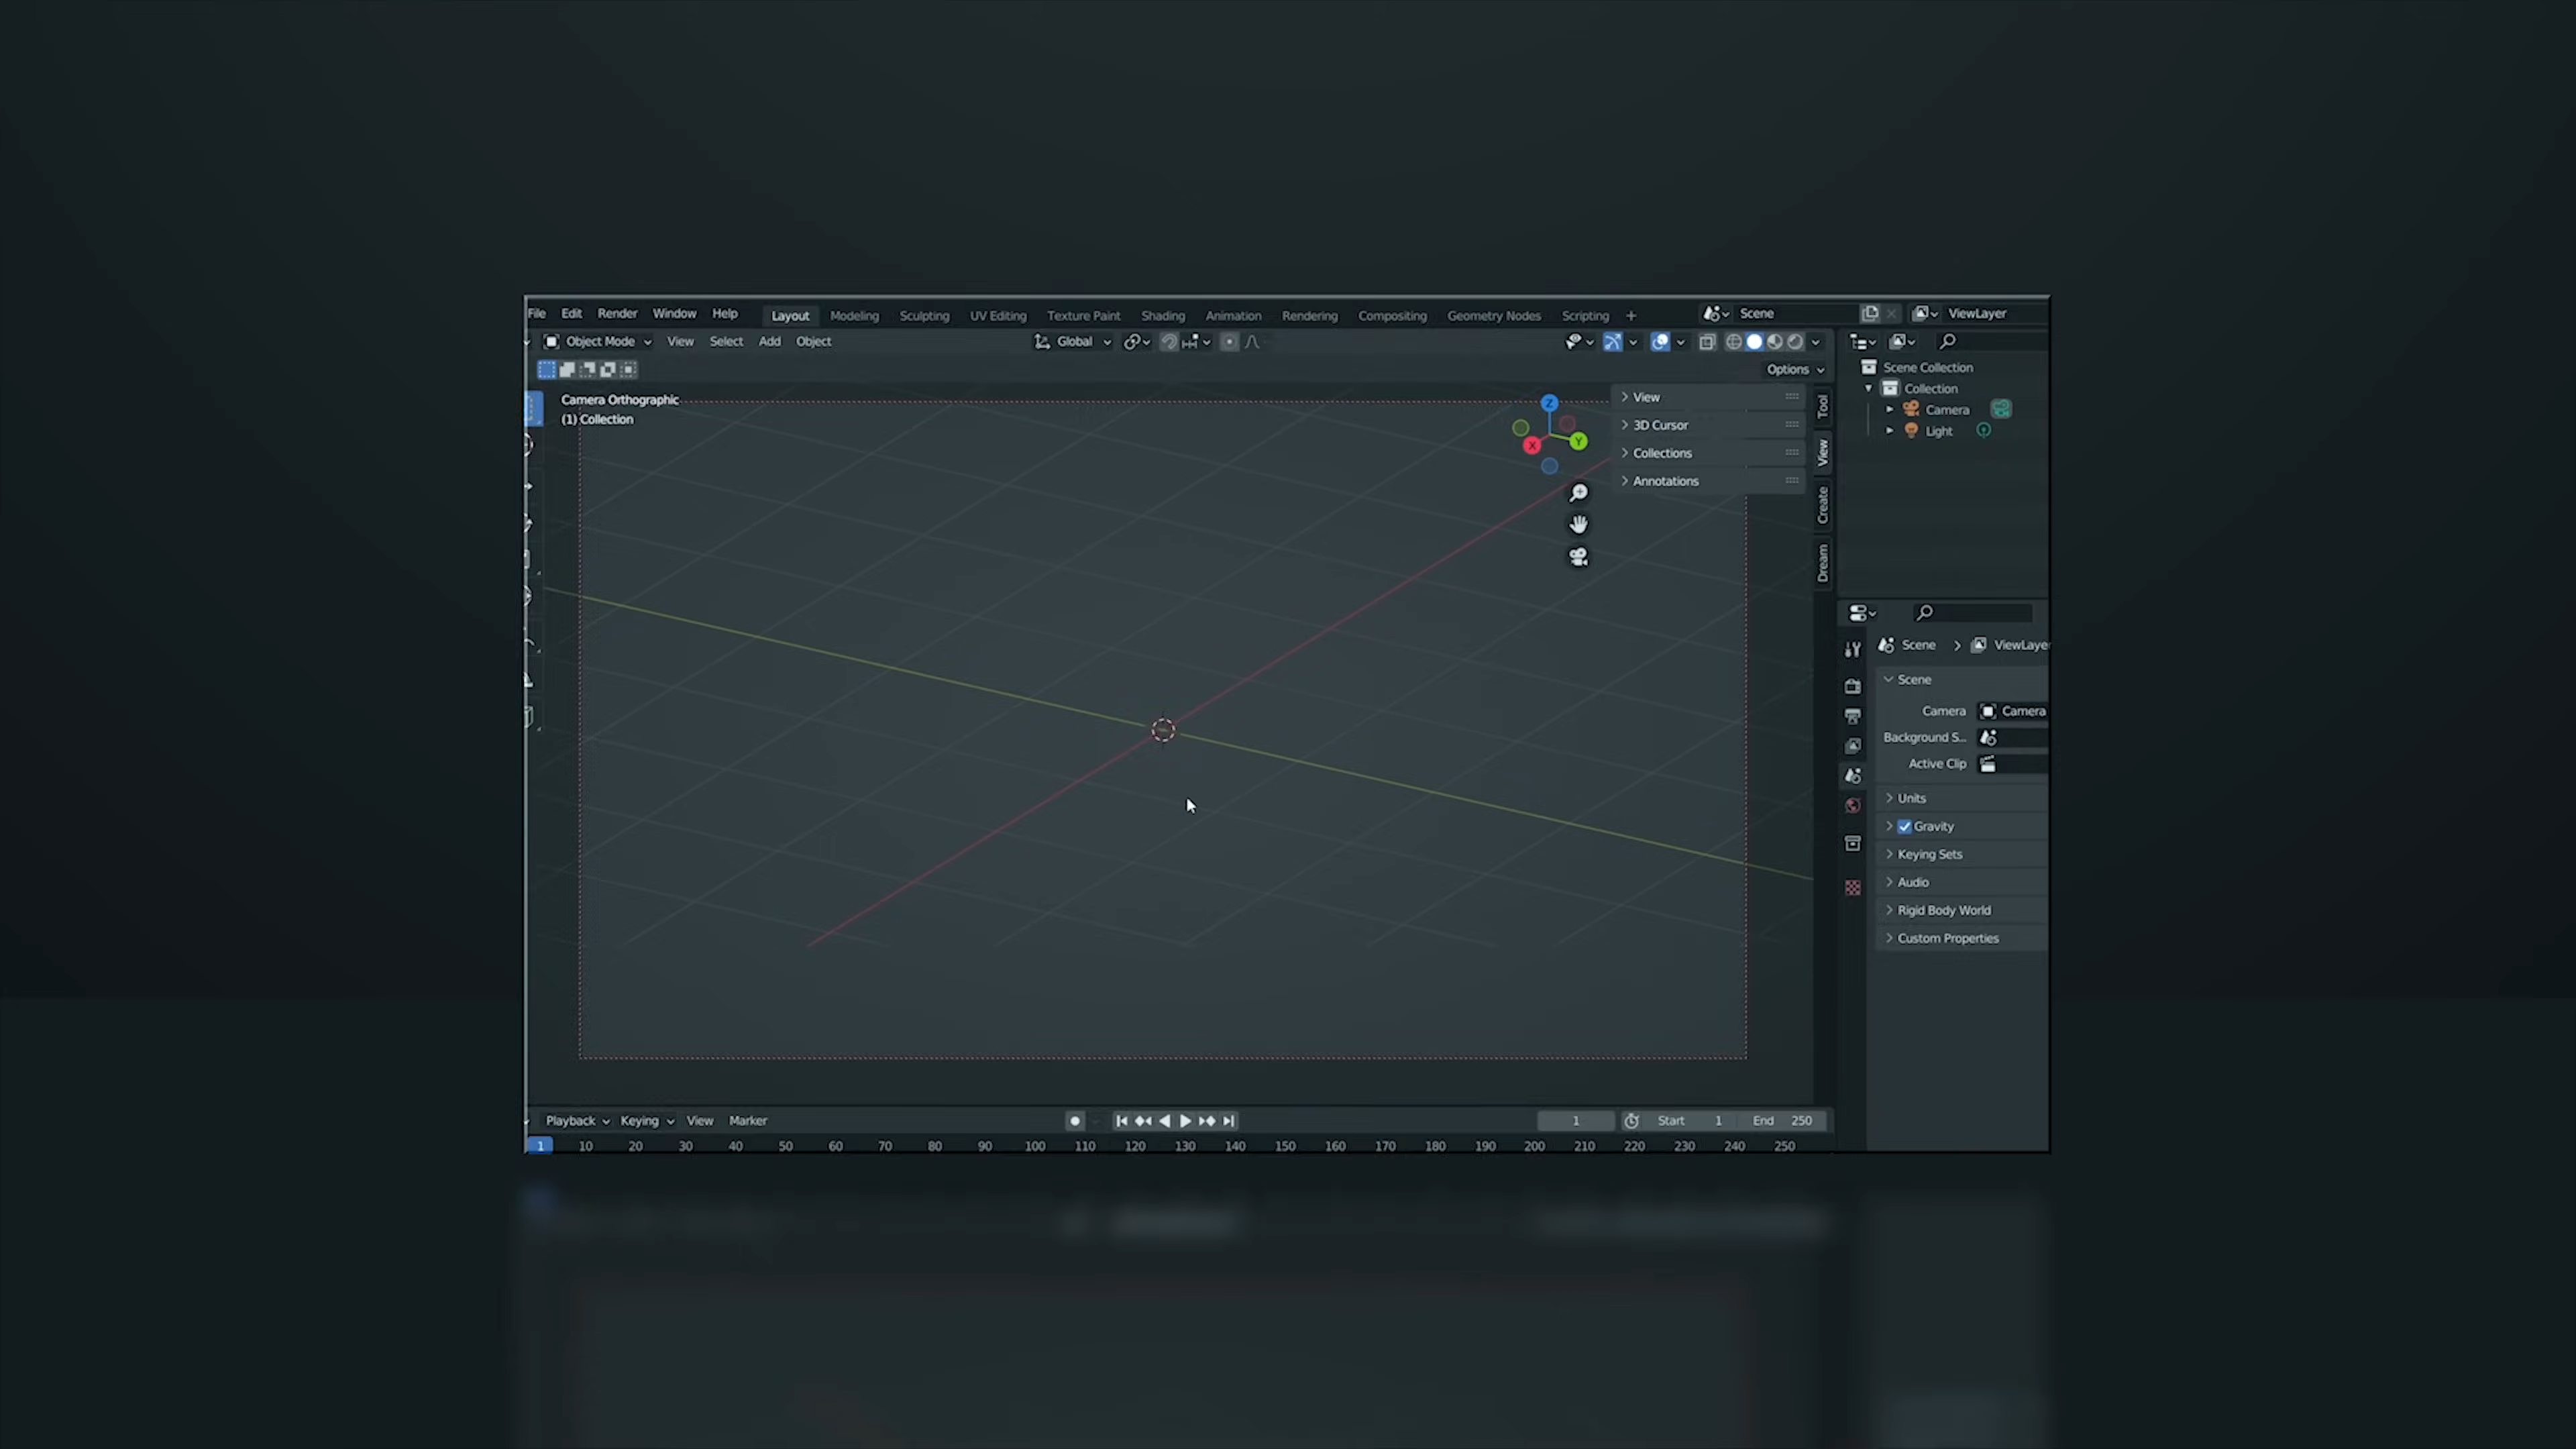 File Edit Render Window Help Layout Modeling Sculpting UV Editing Texture Paint Shading Animation Rendering Compositing Geometry Nodes Scripting + Scene ViewLayer
Object Mode View Select Add Object Global
Options
Camera Orthographic
(1) Collection
Z
Y
X
View
3D Cursor
Collections
Annotations
Tool
View
Create
Dream
Scene Collection
Collection
Camera
Light
Scene > ViewLayer
Scene
Camera Camera
Background S...
Active Clip
Units
Gravity
Keying Sets
Audio
Rigid Body World
Custom Properties
Playback Keying View Marker 1 Start 1 End 250
1 10 20 30 40 50 60 70 80 90 100 110 120 130 140 150 160 170 180 190 200 210 220 230 240 250